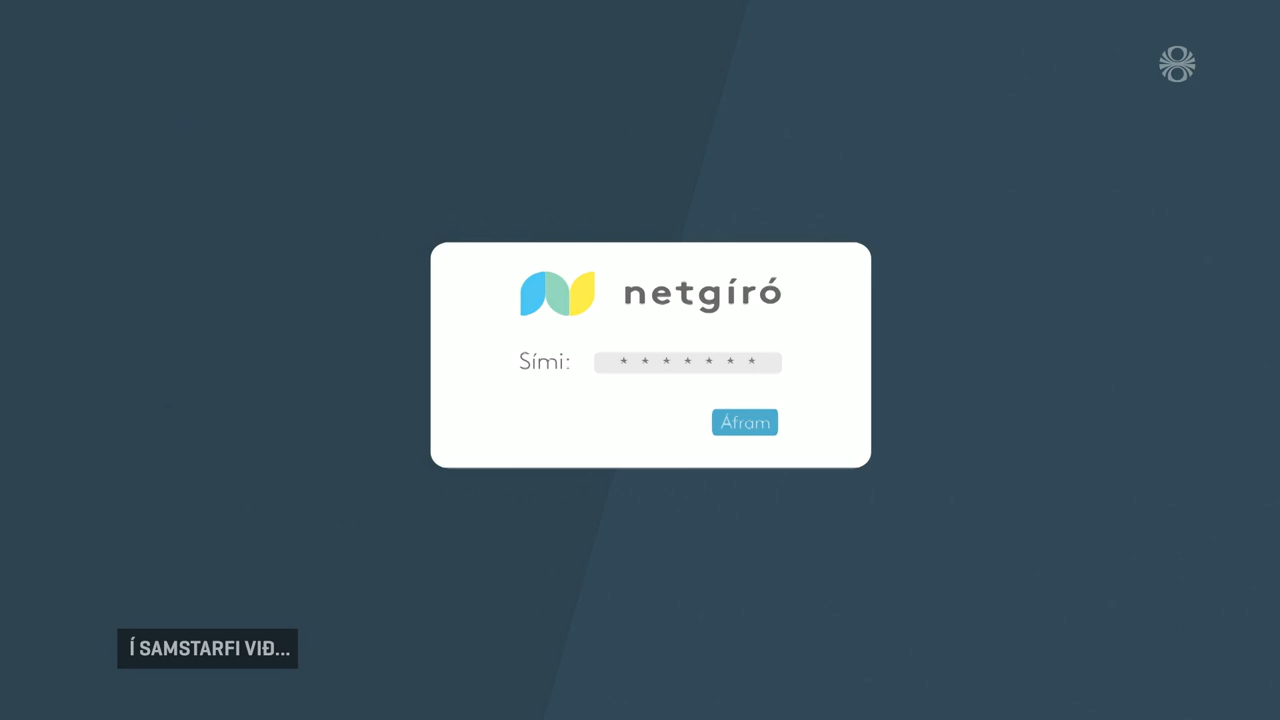 netgíró
Sími: * * * * * * *
Áfram
Í SAMSTARFI VIÐ...